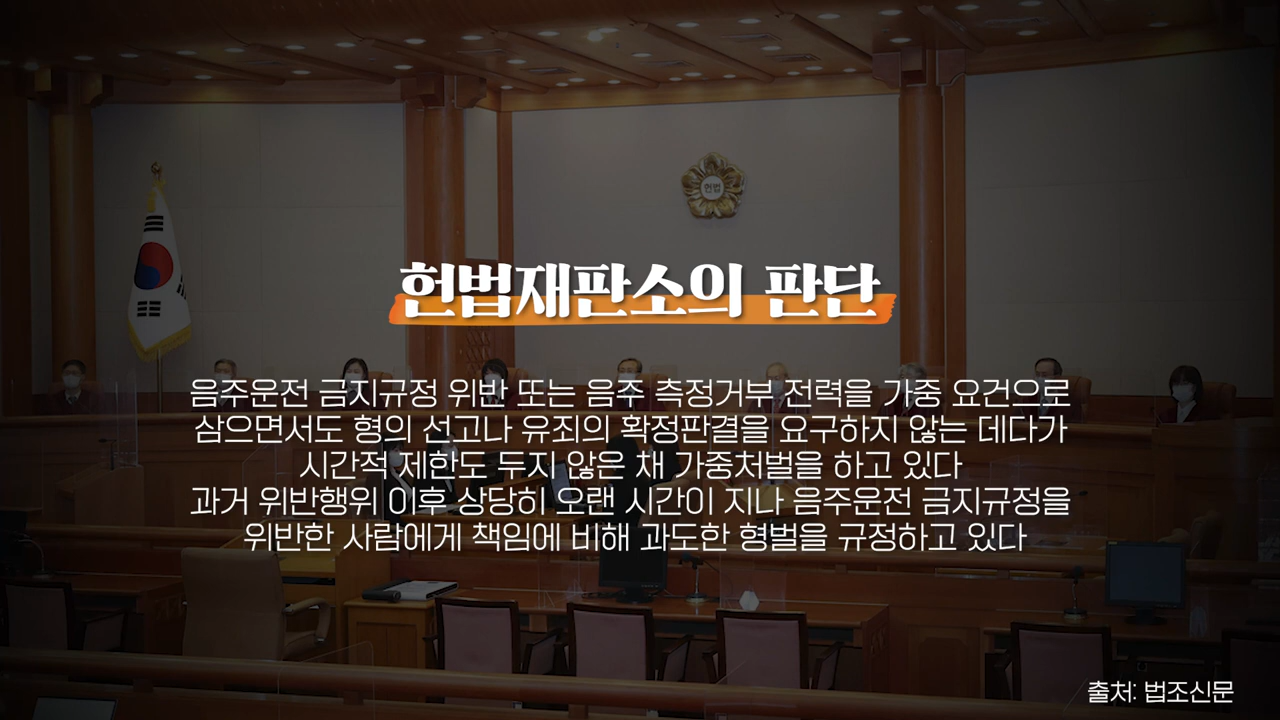 헌법
헌법재판소의 판단
음주운전 금지규정 위반 또는 음주 측정거부 전력을 가중 요건으로
삼으면서도 형의 선고나 유죄의 확정판결을 요구하지 않는 데다가
시간적 제한도 두지 않은 채 가중처벌을 하고 있다
과거 위반행위 이후 상당히 오랜 시간이 지나 음주운전 금지규정을
위반한 사람에게 책임에 비해 과도한 형벌을 규정하고 있다
출처: 법조신문